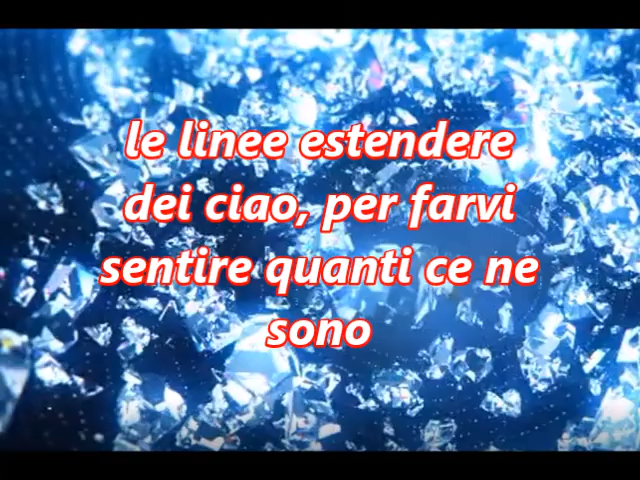 le linee estendere
dei ciao, per farvi
sentire quanti ce ne
sono